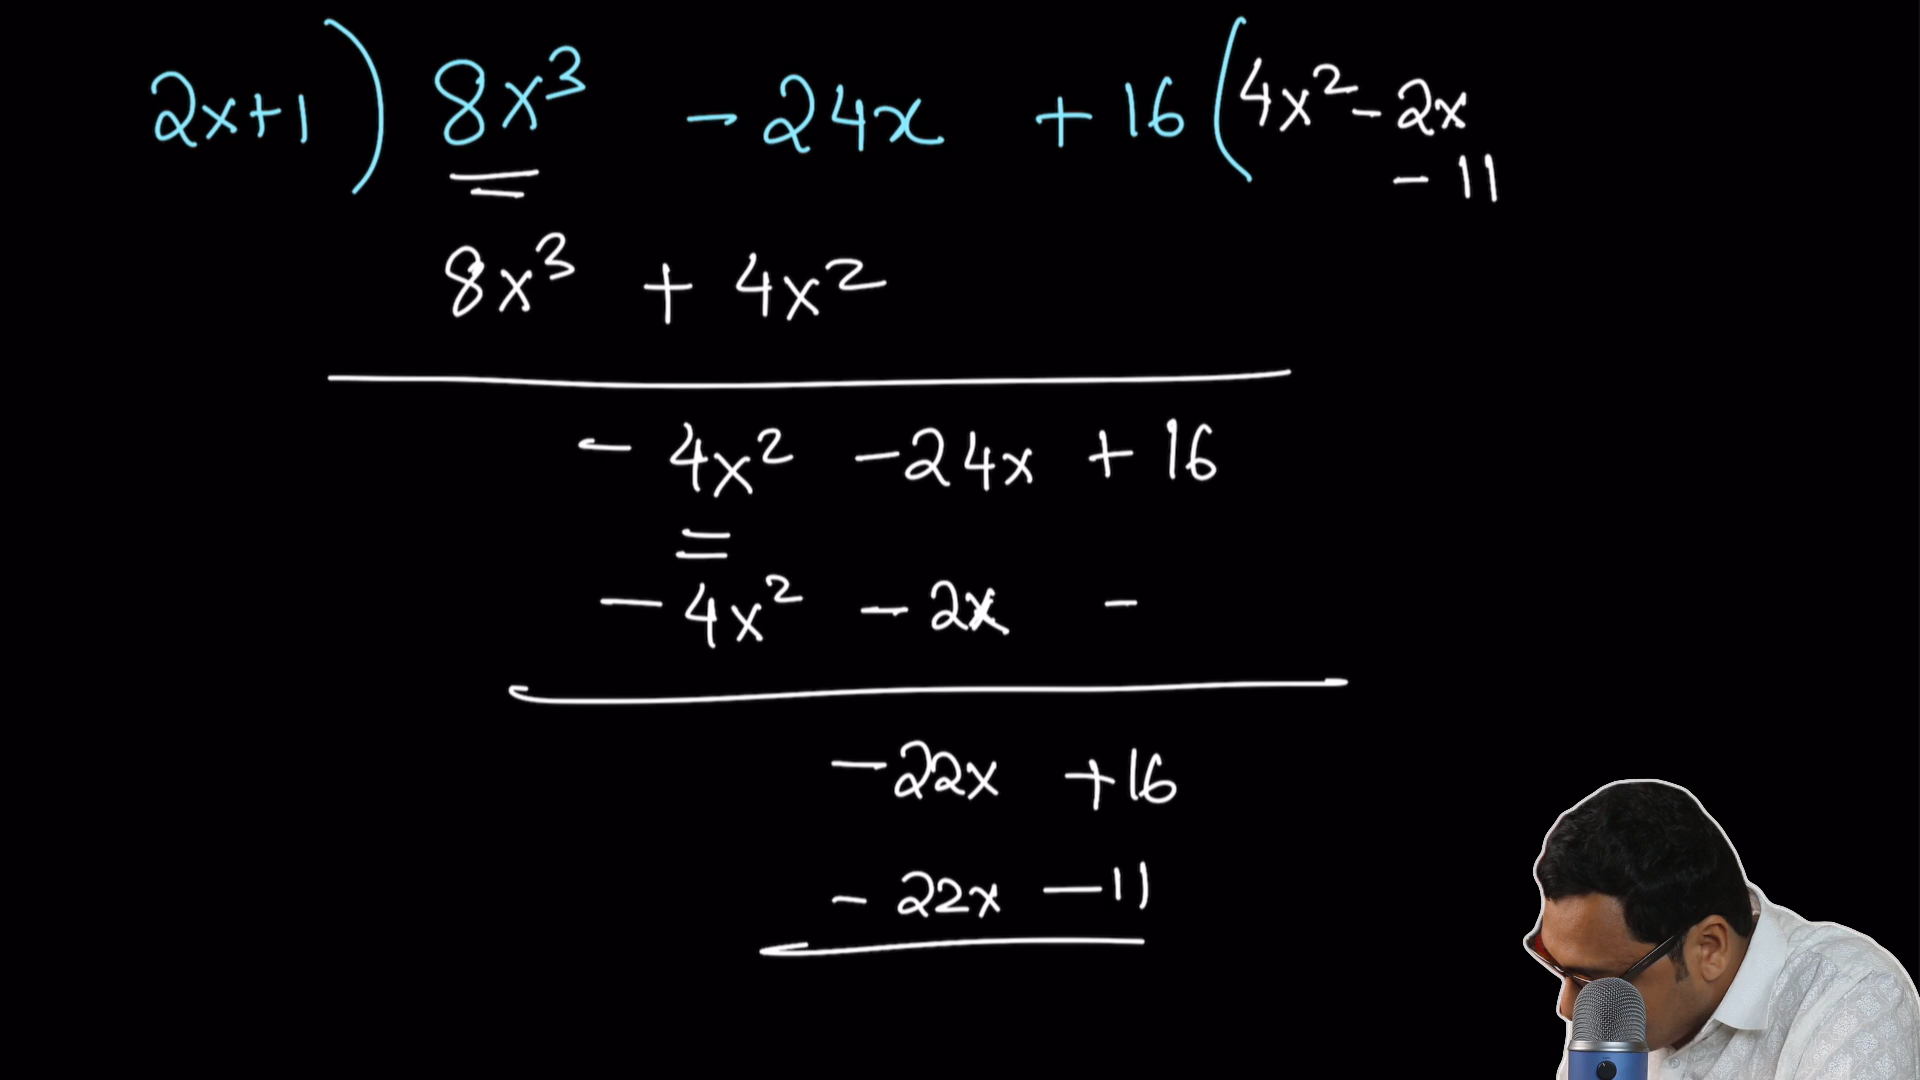 2x+1 ) 8x³ - 24x + 16 ( 4x² - 2x
- 11
8x³ + 4x²
- 4x² - 24x + 16
=
- 4x² - 2x -
- 22x + 16
- 22x - 11